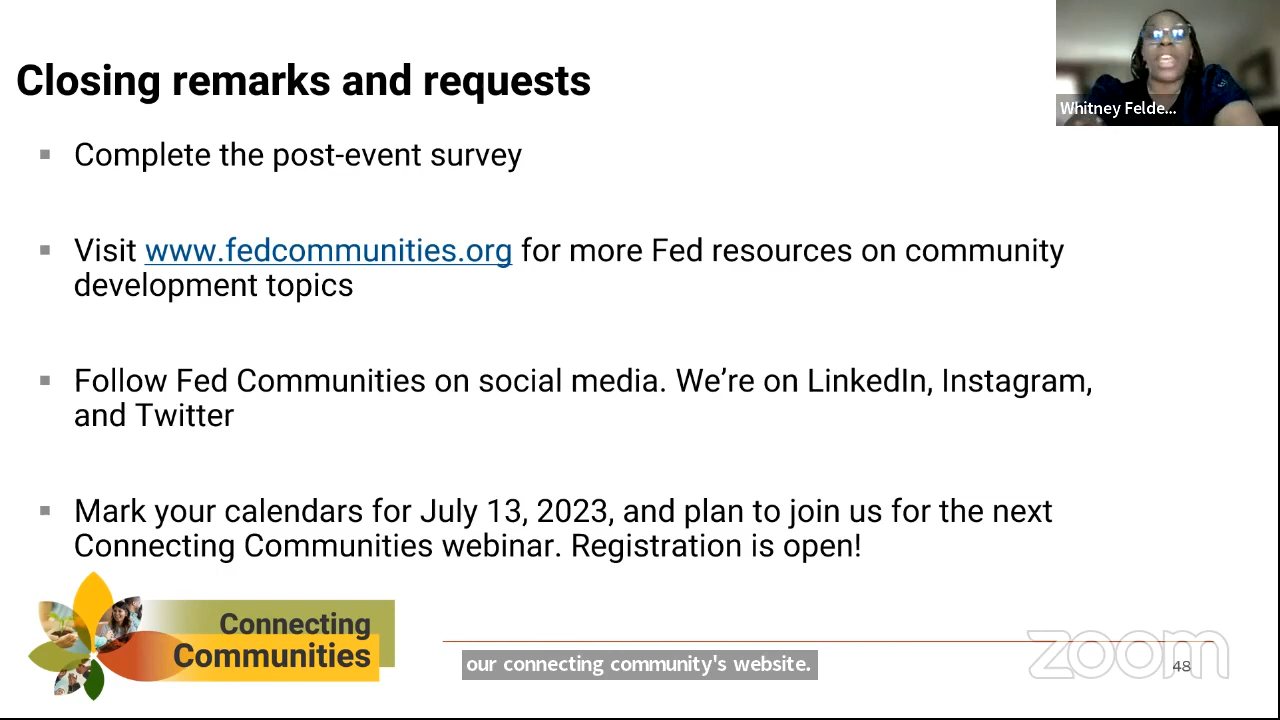 Closing remarks and requests
Whitney Felde...
Complete the post-event survey
Visit www.fedcommunities.org for more Fed resources on community
development topics
Follow Fed Communities on social media. We're on LinkedIn, Instagram,
and Twitter
Mark your calendars for July 13, 2023, and plan to join us for the next
Connecting Communities webinar. Registration is open!
Connecting
Communities
our connecting community's website.
zoom
48